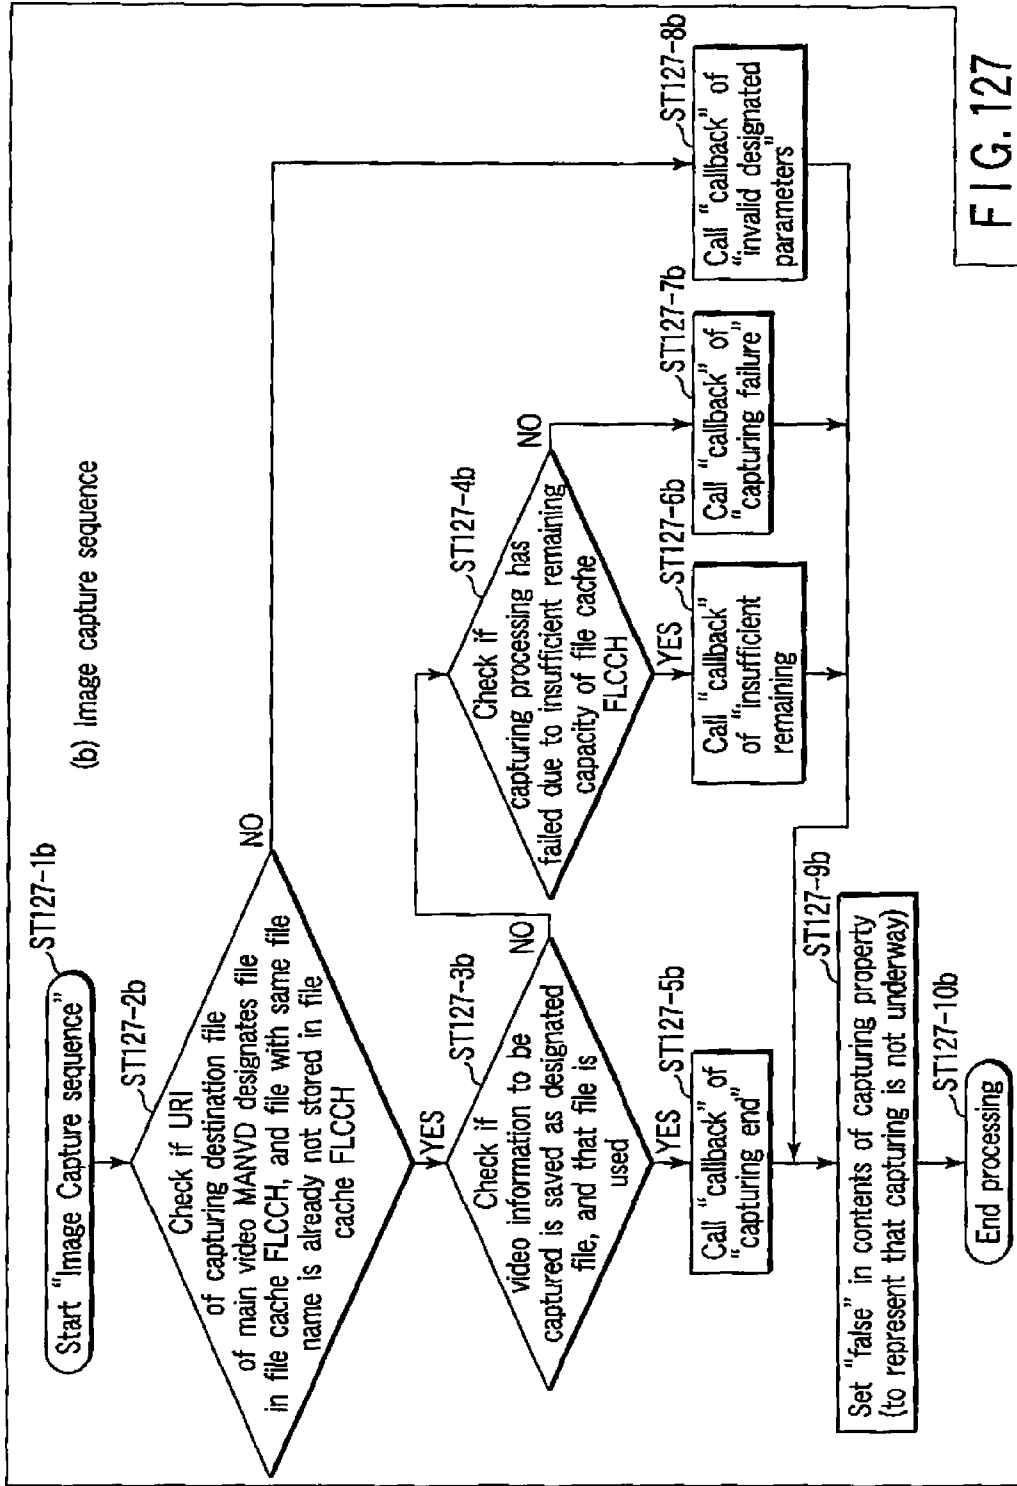 (b) Image capture sequence
Start "Image Capture sequence"
ST127-1b
ST127-2b
Check if URI
of capturing destination file
of main video MANVD designates file
in file cache FLCCH, and file with same file
name is already not stored in file
cache FLCCH
NO
YES
ST127-3b
Check if
video information to be
captured is saved as designated
file, and that file is
used
NO
YES
ST127-4b
Check if
capturing processing has
failed due to insufficient remaining
capacity of file cache
FLCCH
NO
YES
ST127-5b
Call "callback" of
"capturing end"
ST127-6b
Call "callback"
of "insufficient
remaining
ST127-7b
Call "callback" of
"capturing failure"
ST127-8b
Call "callback" of
"invalid designated
parameters"
ST127-9b
Set "false" in contents of capturing property
(to represent that capturing is not underway)
ST127-10b
End processing
FIG. 127